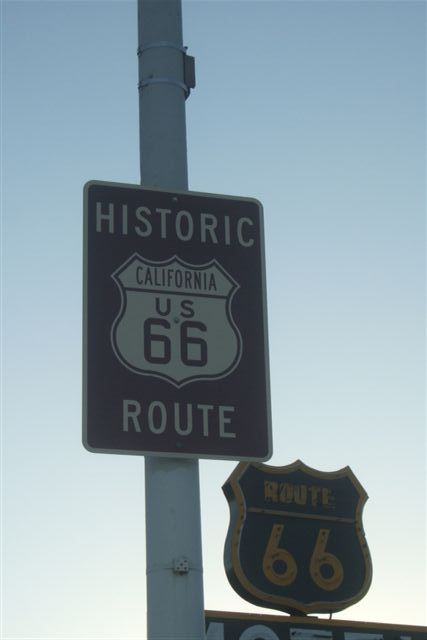 HISTORIC
CALIFORNIA
US
66
ROUTE
ROUTE
66